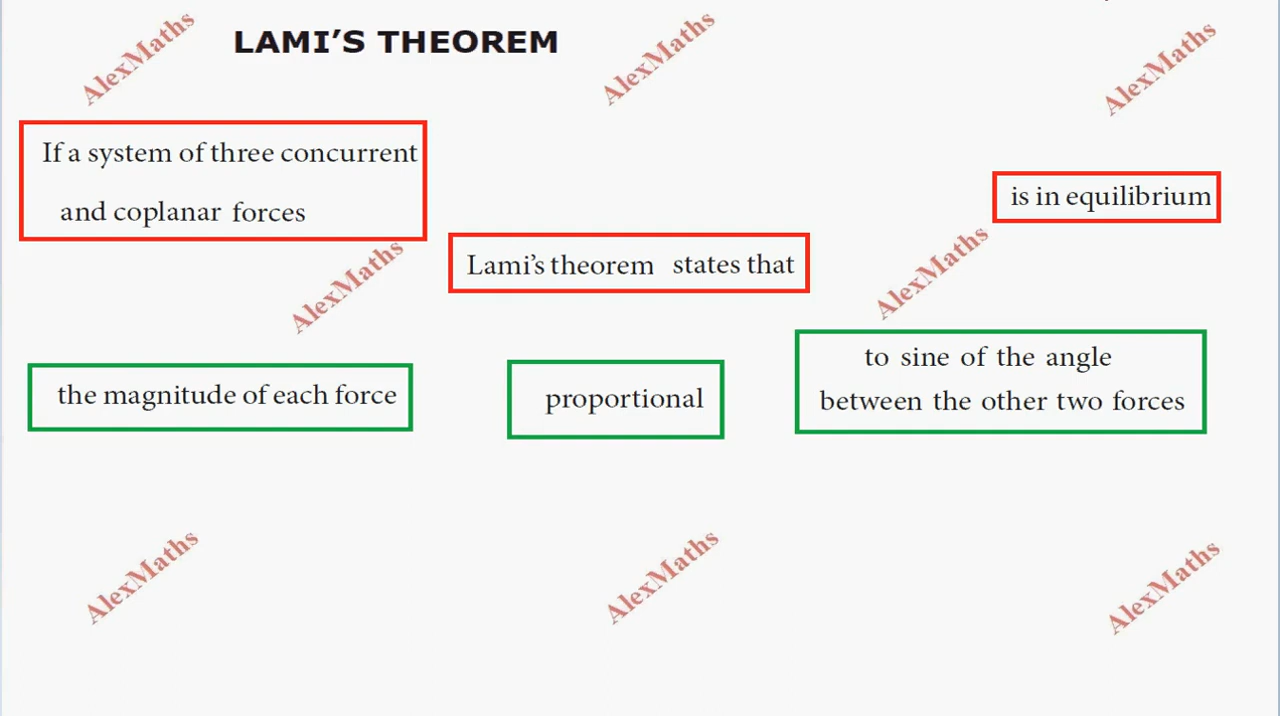 LAMI’S THEOREM
AlexMaths
AlexMaths
AlexMaths
If a system of three concurrent
and coplanar forces
is in equilibrium
Lami’s theorem states that
AlexMaths
AlexMaths
the magnitude of each force
proportional
to sine of the angle
between the other two forces
AlexMaths
AlexMaths
AlexMaths